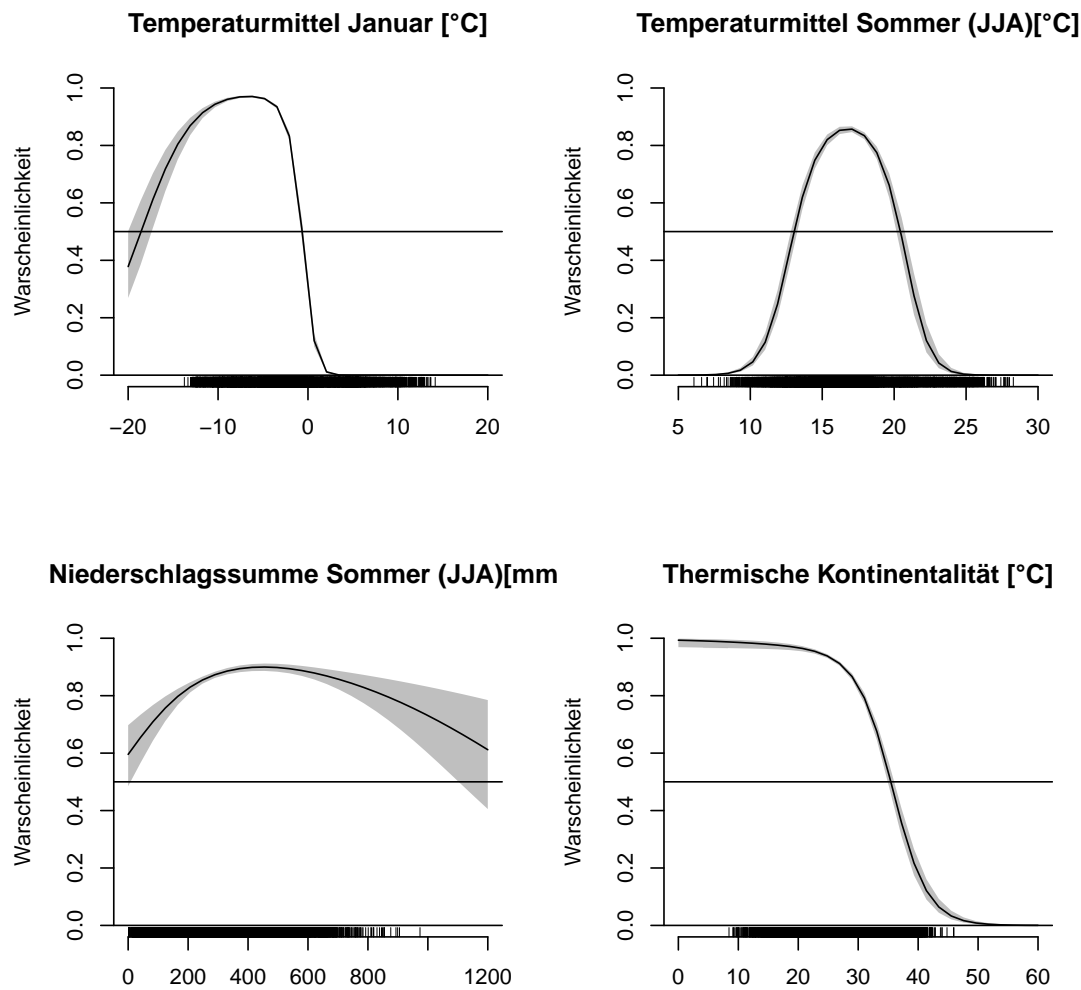 Temperaturmittel Januar [°C]
Warscheinlichkeit
1.0
0.8
0.6
0.4
0.2
0.0
−20 −10 0 10 20
Temperaturmittel Sommer (JJA)[°C]
Warscheinlichkeit
1.0
0.8
0.6
0.4
0.2
0.0
5 10 15 20 25 30
Niederschlagssumme Sommer (JJA)[mm
Warscheinlichkeit
1.0
0.8
0.6
0.4
0.2
0.0
0 200 400 600 800 1200
Thermische Kontinentalität [°C]
Warscheinlichkeit
1.0
0.8
0.6
0.4
0.2
0.0
0 10 20 30 40 50 60